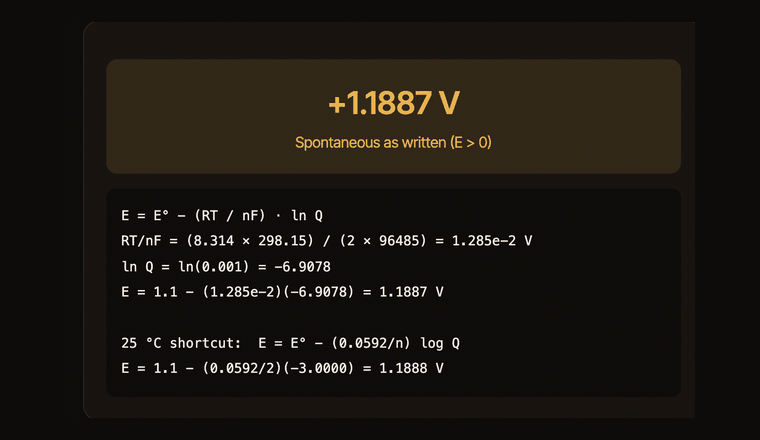 +1.1887 V
Spontaneous as written (E > 0)
E = E° − (RT / nF) · ln Q
RT/nF = (8.314 × 298.15) / (2 × 96485) = 1.285e-2 V
ln Q = ln(0.001) = −6.9078
E = 1.1 − (1.285e-2)(−6.9078) = 1.1887 V
25 °C shortcut:  E = E° − (0.0592/n) log Q
E = 1.1 − (0.0592/2)(−3.0000) = 1.1888 V